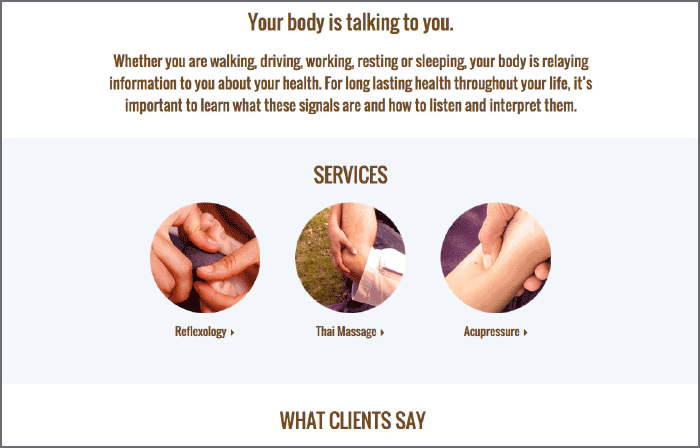 Your body is talking to you.
Whether you are walking, driving, working, resting or sleeping, your body is relaying
information to you about your health. For long lasting health throughout your life, it's
important to learn what these signals are and how to listen and interpret them.
SERVICES
Reflexology
Thai Massage
Acupressure
WHAT CLIENTS SAY